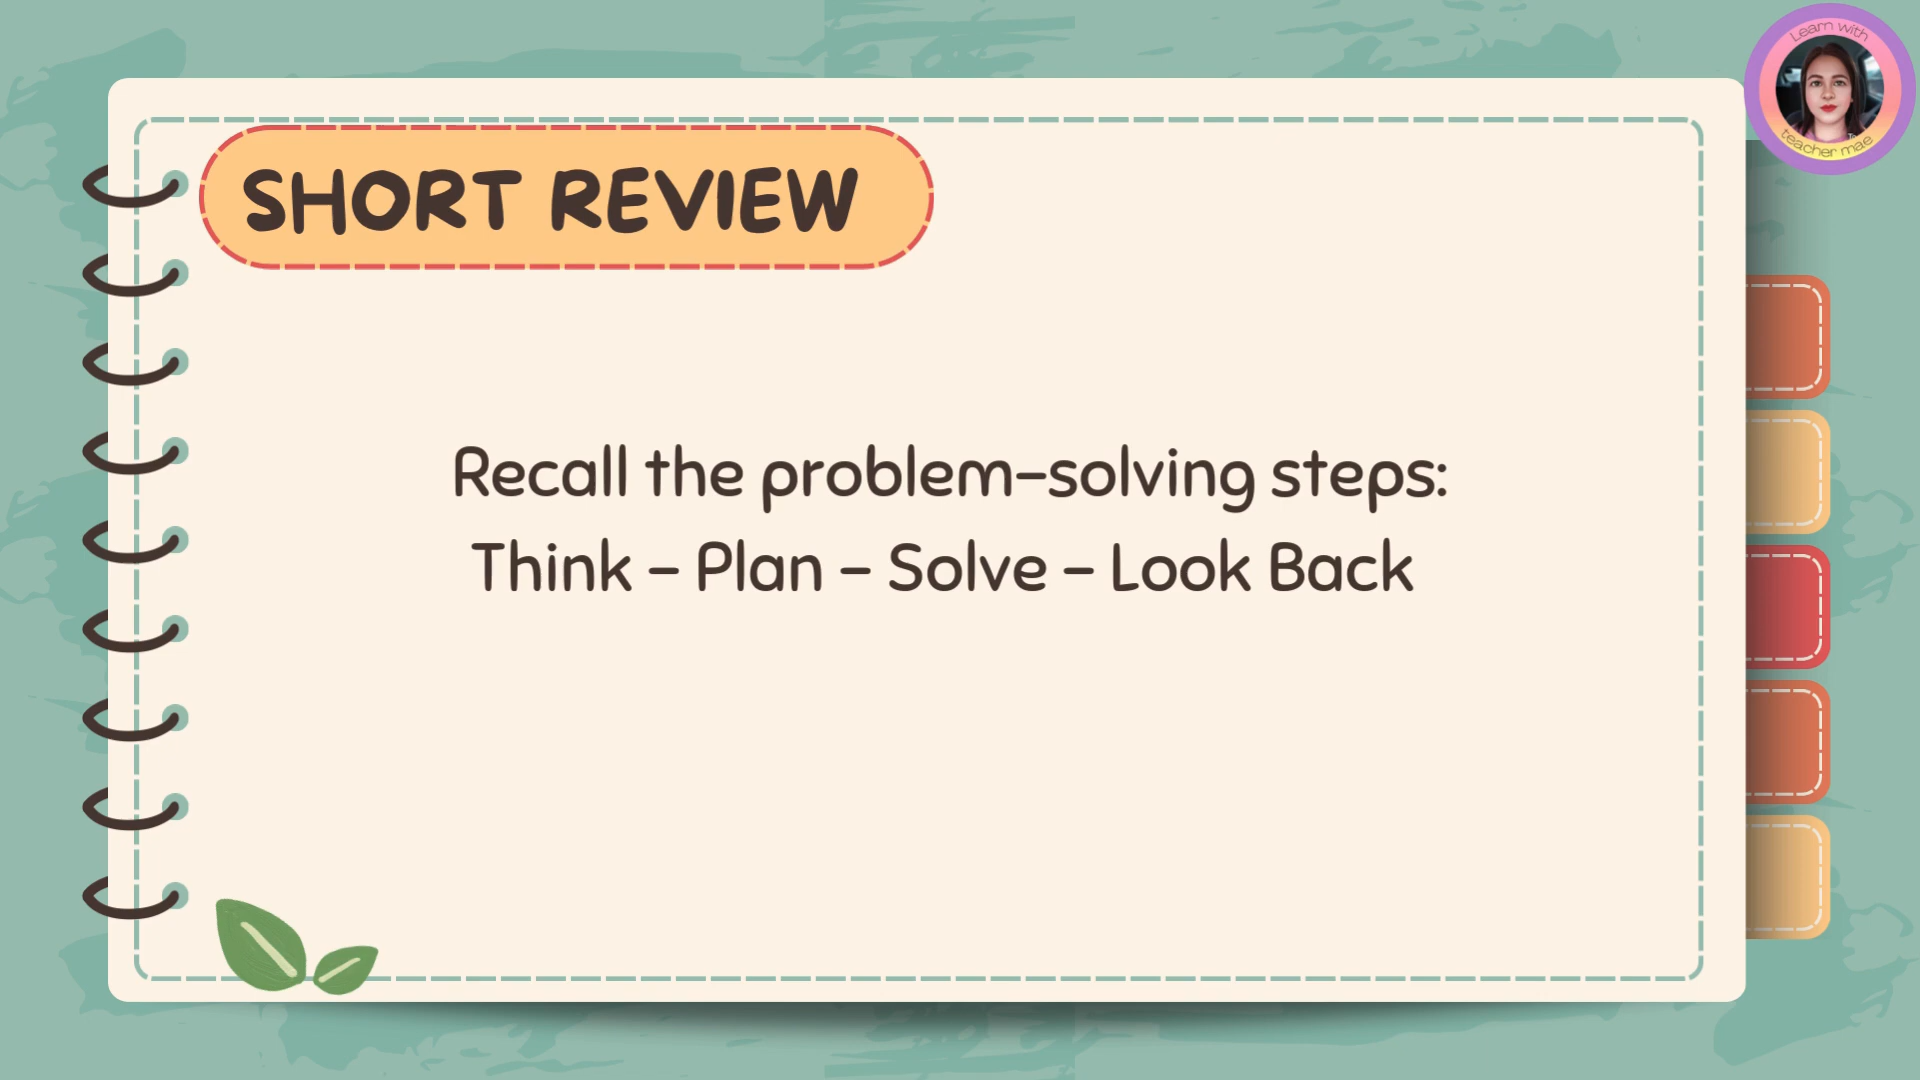 Learn with
teacher mae
SHORT REVIEW
Recall the problem-solving steps:
Think - Plan - Solve - Look Back